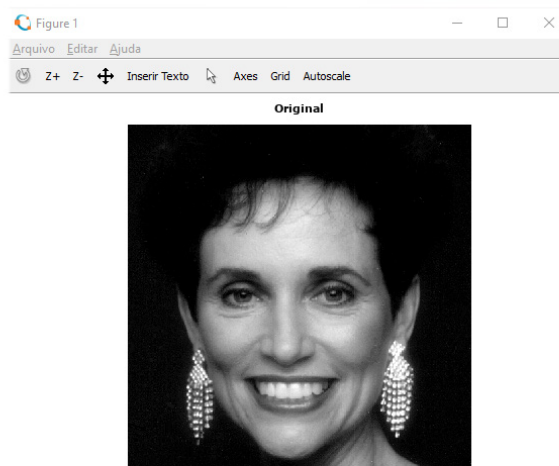 Figure 1
Arquivo Editar Ajuda
Z+ Z- Inserir Texto Axes Grid Autoscale
Original